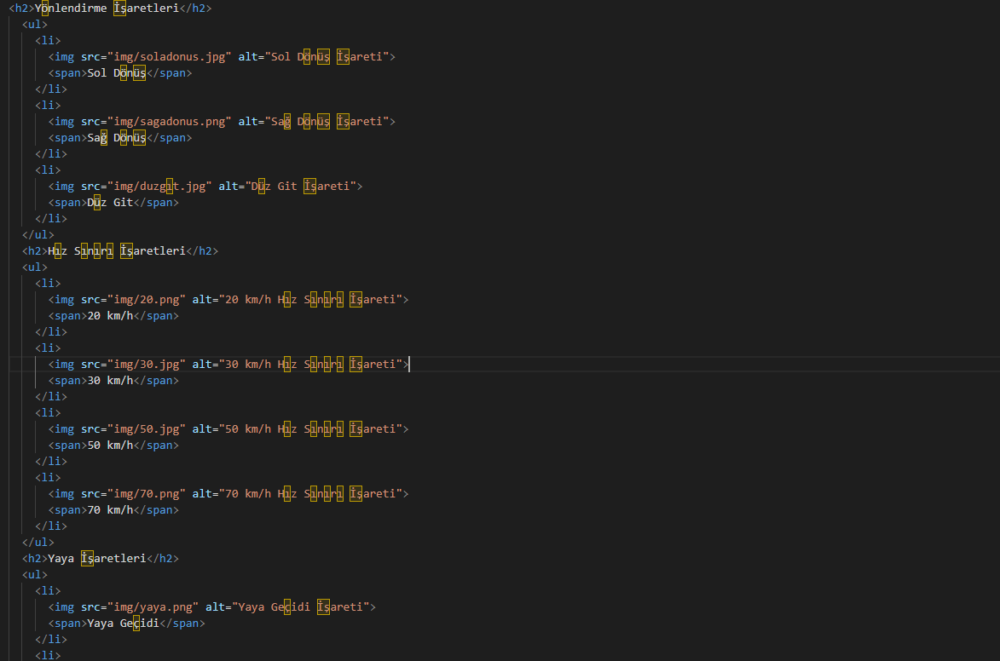 <h2>Yönlendirme İşaretleri</h2>
<ul>
<li>
<img src="img/soladonus.jpg" alt="Sol Dönüş İşareti">
<span>Sol Dönüş</span>
</li>
<li>
<img src="img/sagadonus.png" alt="Sağ Dönüş İşareti">
<span>Sağ Dönüş</span>
</li>
<li>
<img src="img/duzgıt.jpg" alt="Düz Git İşareti">
<span>Düz Git</span>
</li>
</ul>
<h2>Hız Sınırı İşaretleri</h2>
<ul>
<li>
<img src="img/20.png" alt="20 km/h Hız Sınırı İşareti">
<span>20 km/h</span>
</li>
<li>
<img src="img/30.jpg" alt="30 km/h Hız Sınırı İşareti">
<span>30 km/h</span>
</li>
<li>
<img src="img/50.jpg" alt="50 km/h Hız Sınırı İşareti">
<span>50 km/h</span>
</li>
<li>
<img src="img/70.png" alt="70 km/h Hız Sınırı İşareti">
<span>70 km/h</span>
</li>
</ul>
<h2>Yaya İşaretleri</h2>
<ul>
<li>
<img src="img/yaya.png" alt="Yaya Geçidi İşareti">
<span>Yaya Geçidi</span>
</li>
<li>